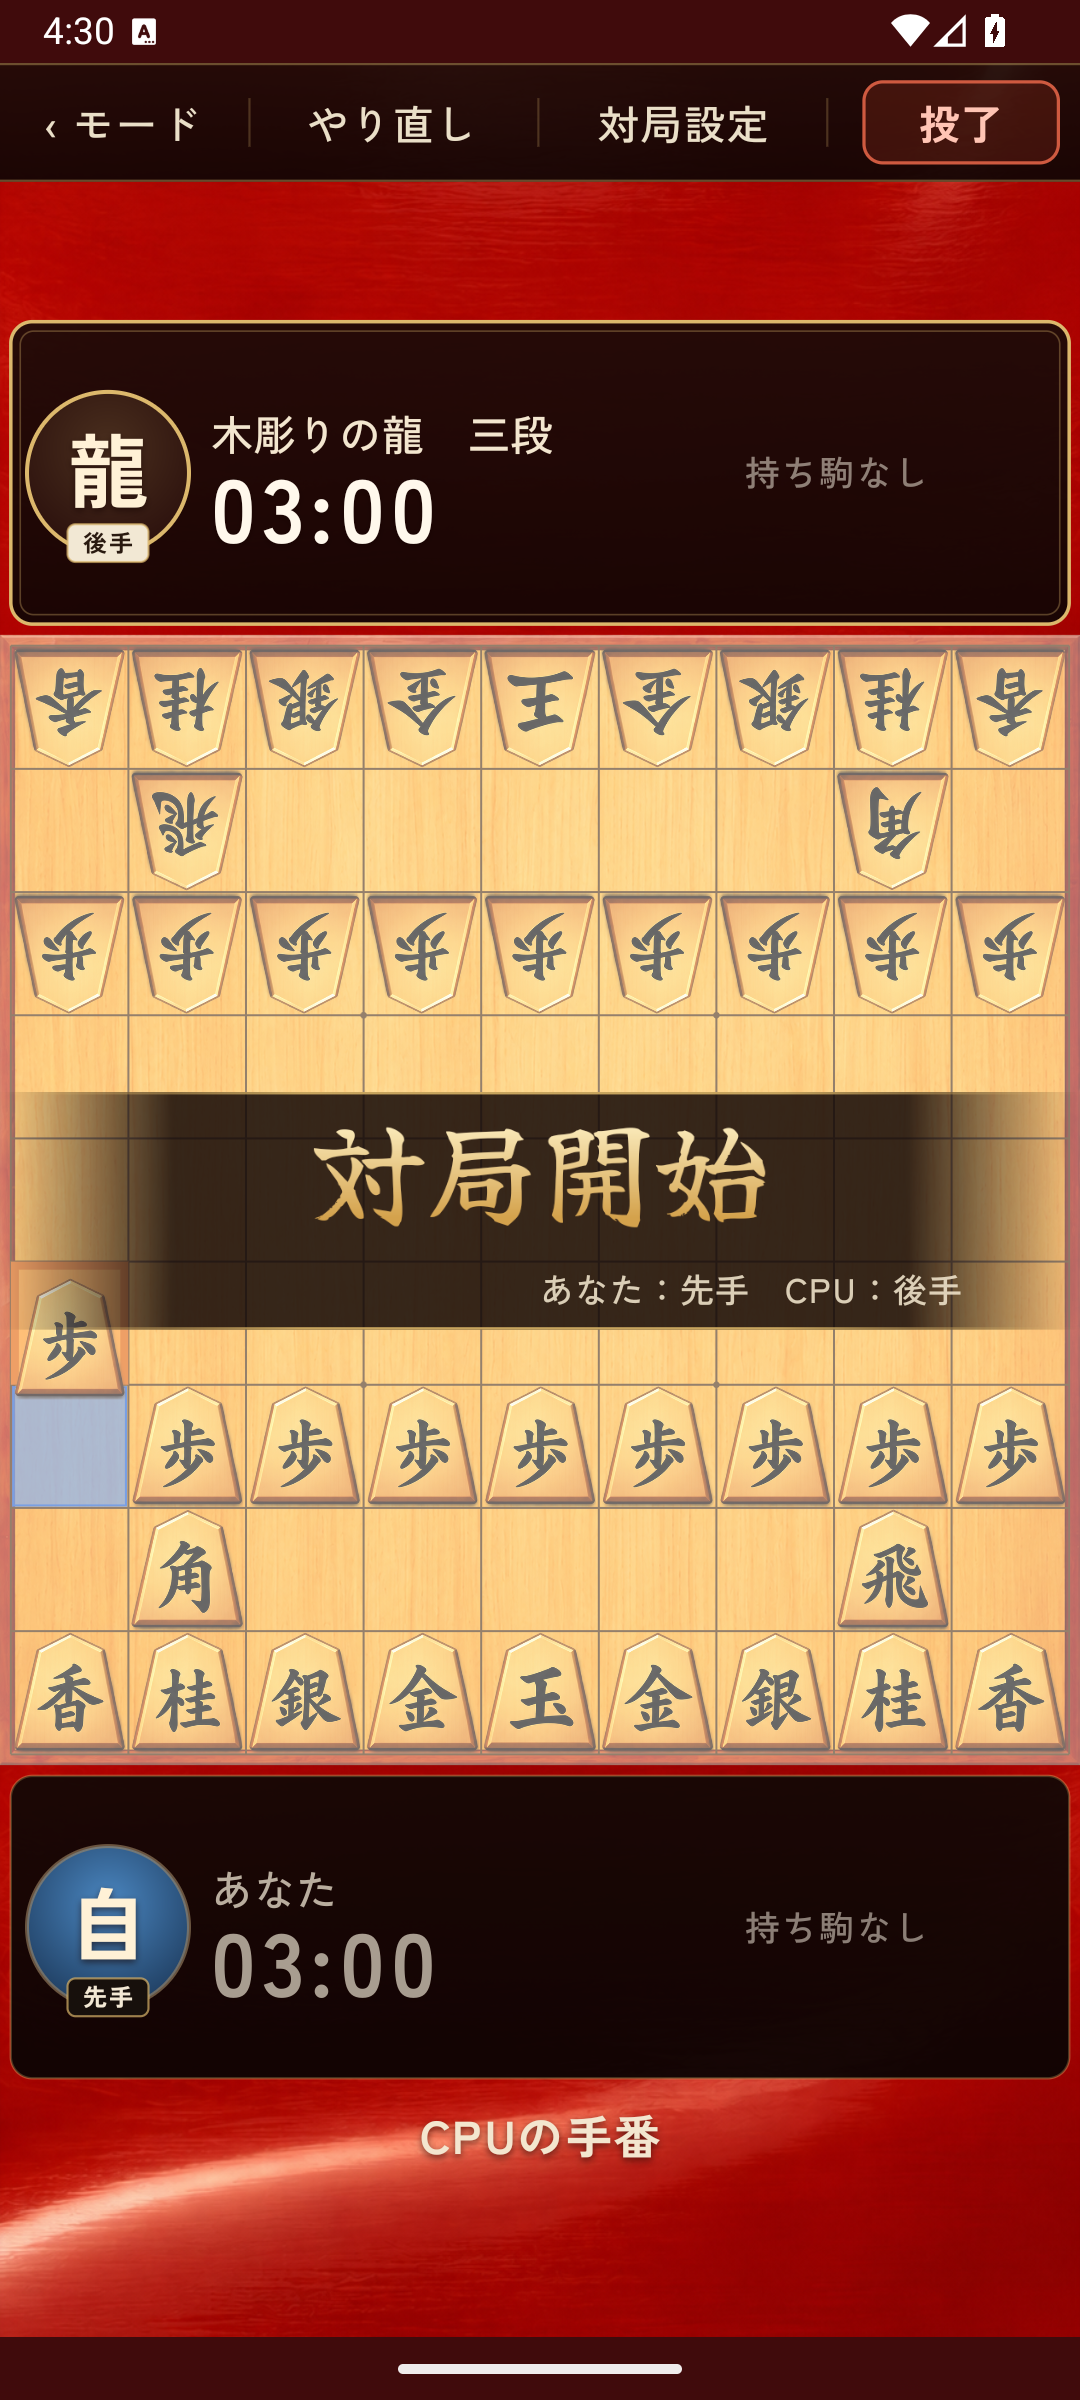 4:30 A
‹ モード やり直し 対局設定 投了
龍
後手
木彫りの龍 三段
03:00
持ち駒なし
香 桂 銀 金 王 金 銀 桂 香
飛 角
歩 歩 歩 歩 歩 歩 歩 歩 歩
対局開始
あなた：先手 CPU：後手
歩
歩 歩 歩 歩 歩 歩 歩 歩
角 飛
香 桂 銀 金 玉 金 銀 桂 香
自
先手
あなた
03:00
持ち駒なし
CPUの手番